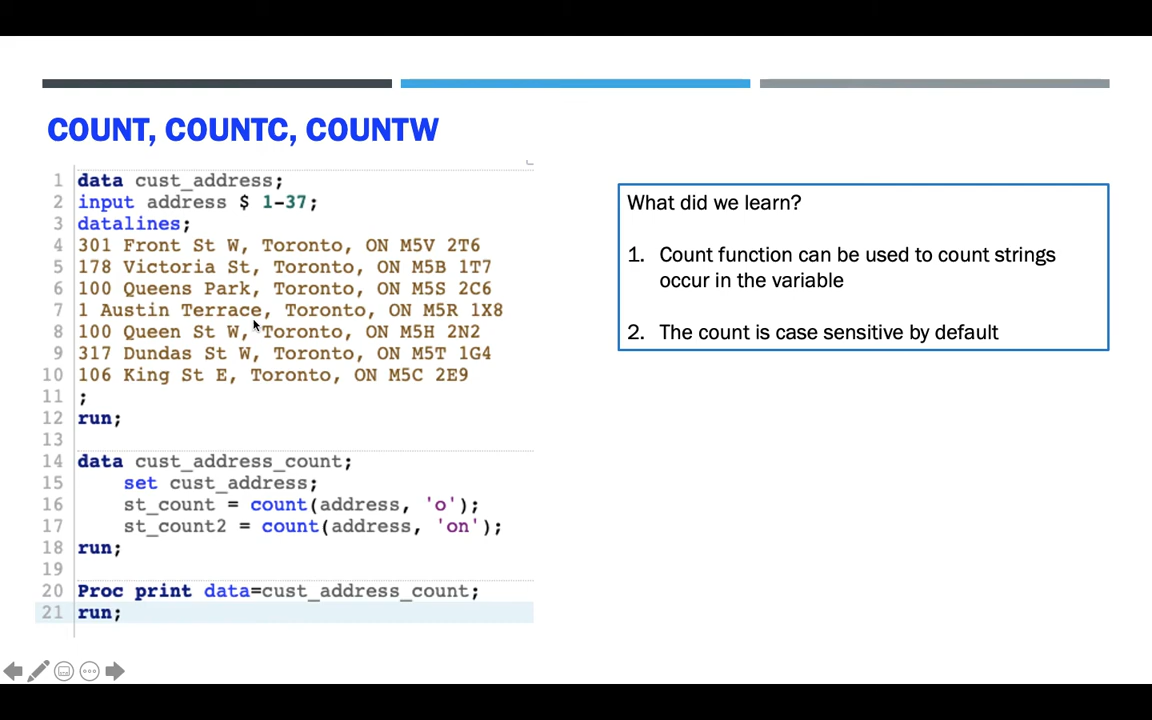 COUNT, COUNTC, COUNTW
1 data cust_address;
2 input address $ 1-37;
3 datalines;
4 301 Front St W, Toronto, ON M5V 2T6
5 178 Victoria St, Toronto, ON M5B 1T7
6 100 Queens Park, Toronto, ON M5S 2C6
7 1 Austin Terrace, Toronto, ON M5R 1X8
8 100 Queen St W, Toronto, ON M5H 2N2
9 317 Dundas St W, Toronto, ON M5T 1G4
10 106 King St E, Toronto, ON M5C 2E9
11 ;
12 run;
13
14 data cust_address_count;
15 set cust_address;
16 st_count = count(address, 'o');
17 st_count2 = count(address, 'on');
18 run;
19
20 Proc print data=cust_address_count;
21 run;
What did we learn?
1. Count function can be used to count strings
occur in the variable
2. The count is case sensitive by default